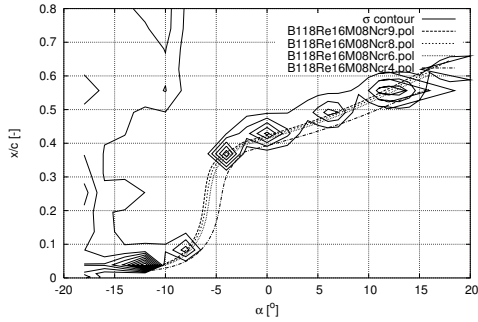 σ contour
B118Re16M08Ncr9.pol
B118Re16M08Ncr8.pol
B118Re16M08Ncr6.pol
B118Re16M08Ncr4.pol
0.8
0.7
0.6
0.5
0.4
0.3
0.2
0.1
0
x/c [-]
-20 -15 -10 -5 0 5 10 15 20
α [°]